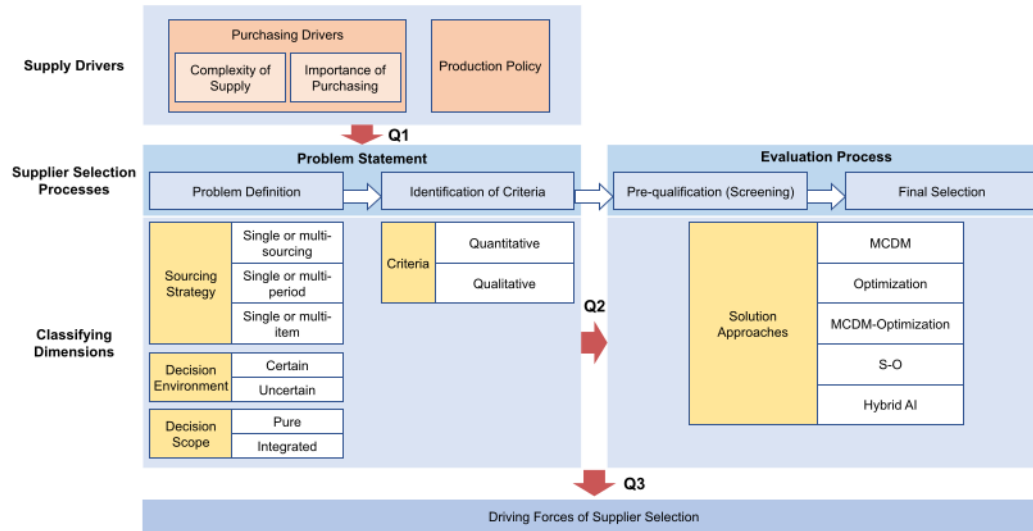 Supply Drivers
Purchasing Drivers
Complexity of
Supply
Importance of
Purchasing
Production Policy
Q1
Supplier Selection
Processes
Problem Statement
Problem Definition
Identification of Criteria
Evaluation Process
Pre-qualification (Screening)
Final Selection
Classifying
Dimensions
Sourcing
Strategy
Single or multi-
sourcing
Single or multi-
period
Single or multi-
item
Decision
Environment
Certain
Uncertain
Decision
Scope
Pure
Integrated
Criteria
Quantitative
Qualitative
Q2
Solution
Approaches
MCDM
Optimization
MCDM-Optimization
S-O
Hybrid AI
Q3
Driving Forces of Supplier Selection